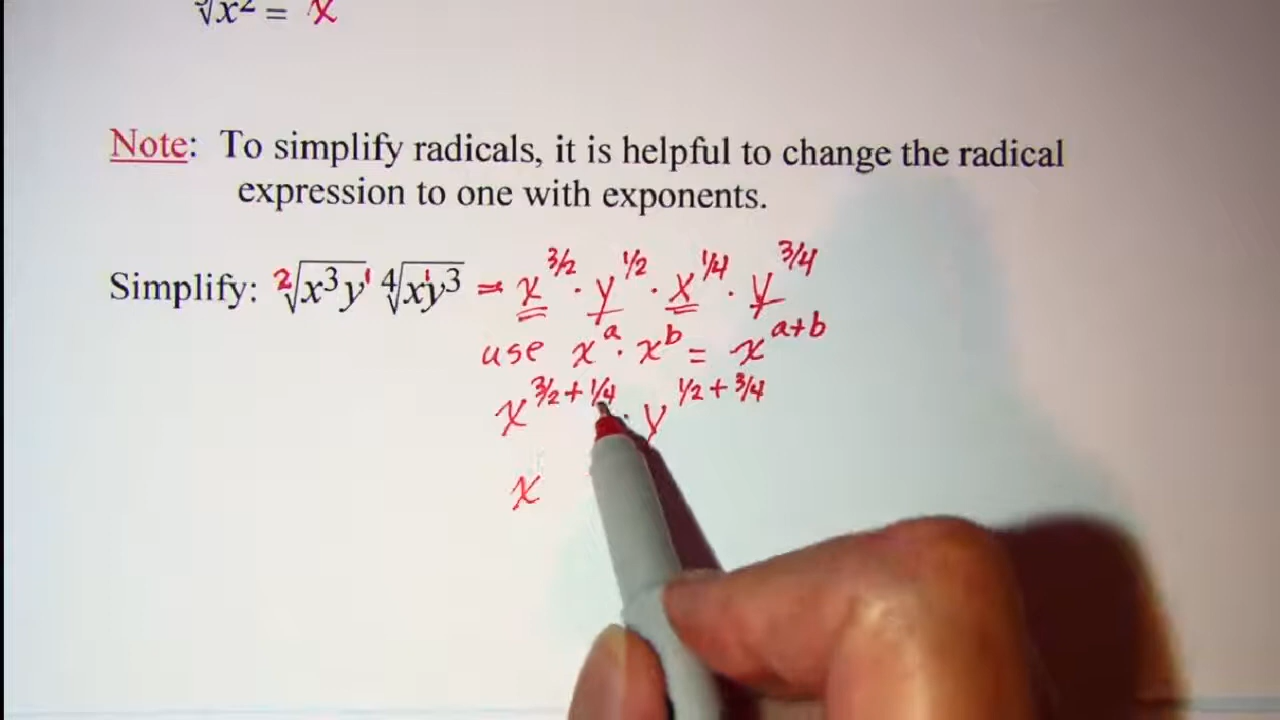 ∛x² = x
Note: To simplify radicals, it is helpful to change the radical
expression to one with exponents.
Simplify: ²√(x³y¹) ⁴√(x¹y³) = x^(3/2) · y^(1/2) · x^(1/4) · y^(3/4)
use x^a · x^b = x^(a+b)
x^(3/2 + 1/4) · y^(1/2 + 3/4)
x